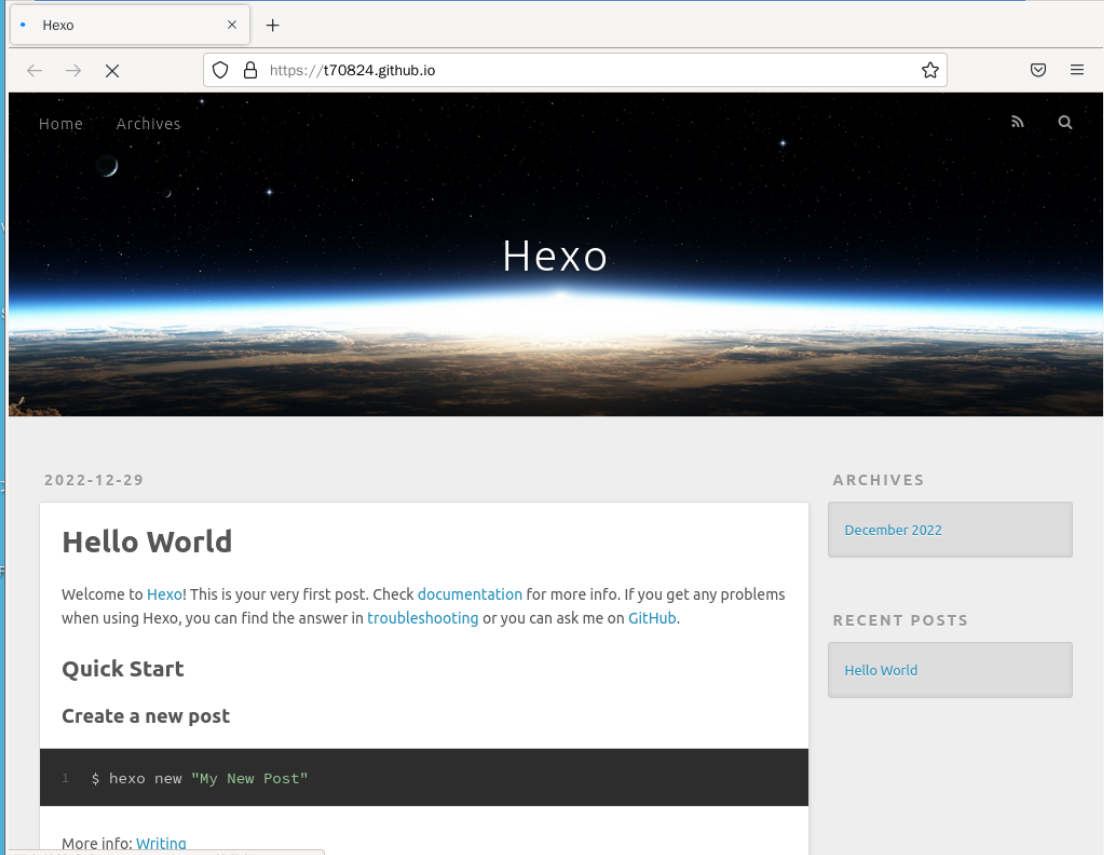 Hexo
https://t70824.github.io
Home Archives
Hexo
2022-12-29
Hello World
Welcome to Hexo! This is your very first post. Check documentation for more info. If you get any problems
when using Hexo, you can find the answer in troubleshooting or you can ask me on GitHub.
Quick Start
Create a new post
1 $ hexo new "My New Post"
More info: Writing
ARCHIVES
December 2022
RECENT POSTS
Hello World